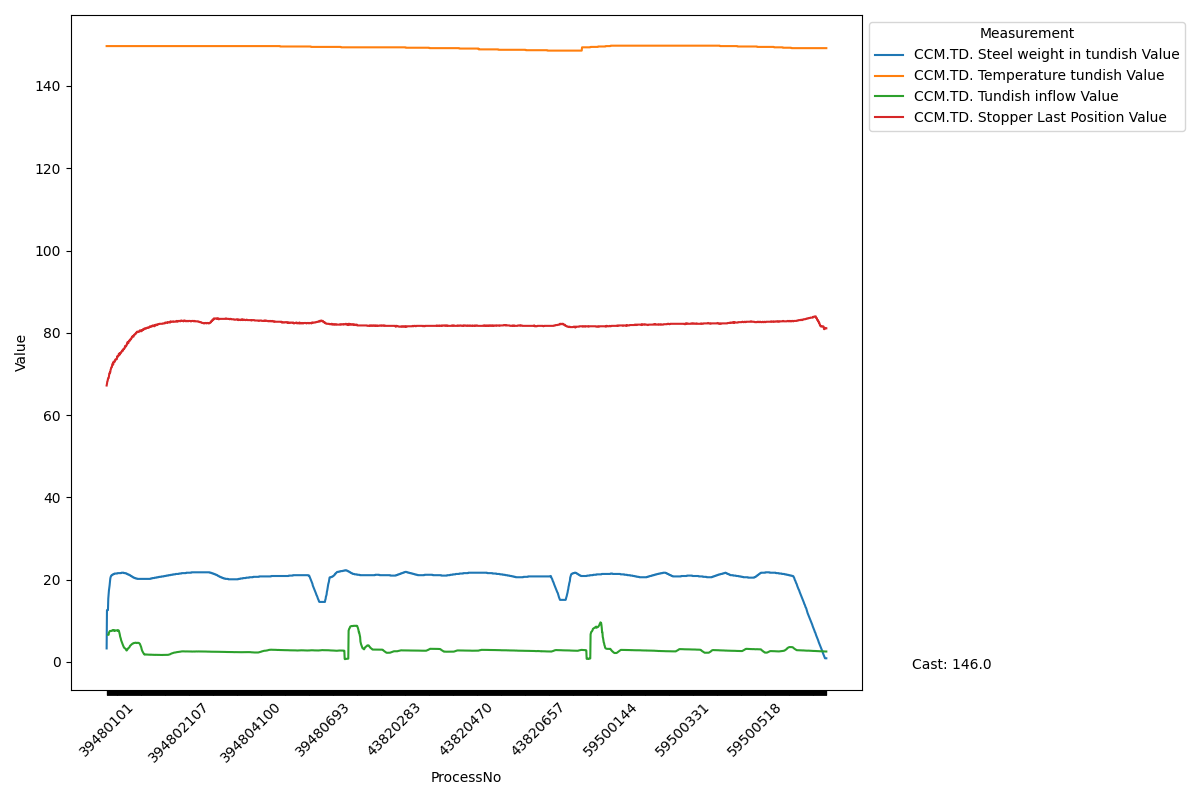 Measurement
CCM.TD. Steel weight in tundish Value
CCM.TD. Temperature tundish Value
CCM.TD. Tundish inflow Value
CCM.TD. Stopper Last Position Value
140
120
100
80
60
40
20
0
Value
Cast: 146.0
39480101
394802107
394804100
39480693
43820283
43820470
43820657
59500144
59500331
59500518
ProcessNo